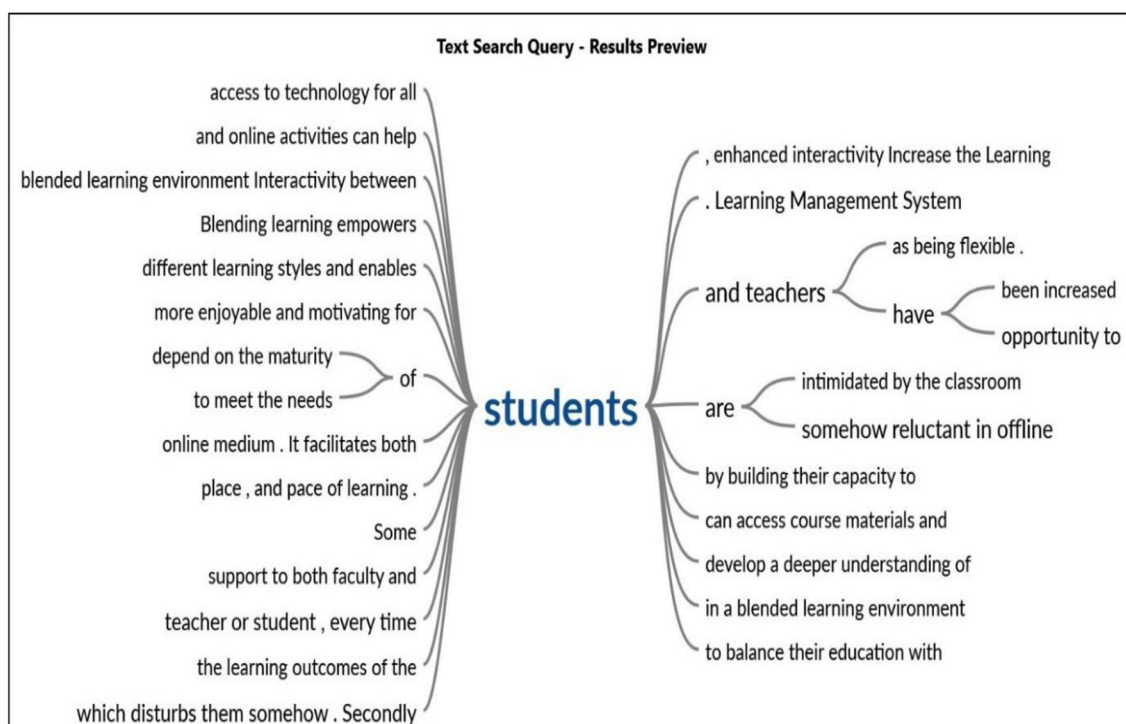 Text Search Query - Results Preview
access to technology for all
and online activities can help
blended learning environment Interactivity between
Blending learning empowers
different learning styles and enables
more enjoyable and motivating for
depend on the maturity
to meet the needs
of
online medium . It facilitates both
place , and pace of learning .
Some
support to both faculty and
teacher or student , every time
the learning outcomes of the
which disturbs them somehow . Secondly
students
, enhanced interactivity Increase the Learning
. Learning Management System
and teachers
as being flexible .
have
been increased
opportunity to
are
intimidated by the classroom
somehow reluctant in offline
by building their capacity to
can access course materials and
develop a deeper understanding of
in a blended learning environment
to balance their education with